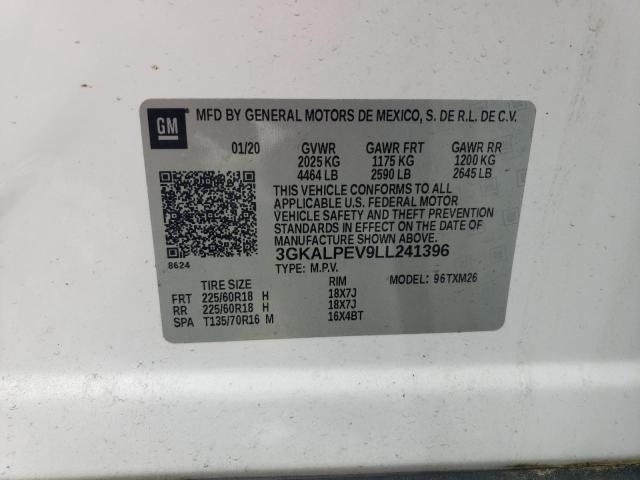 GM
MFD BY GENERAL MOTORS DE MEXICO, S. DE R.L. DE C.V.
01/20 GVWR GAWR FRT GAWR RR
2025 KG 1175 KG 1200 KG
4464 LB 2590 LB 2645 LB
THIS VEHICLE CONFORMS TO ALL
APPLICABLE U.S. FEDERAL MOTOR
VEHICLE SAFETY AND THEFT PREVENTION
STANDARDS IN EFFECT ON THE DATE OF
MANUFACTURE SHOWN ABOVE.
3GKALPEV9LL241396
8624
TYPE: M.P.V. MODEL: 96TXM26
TIRE SIZE RIM
FRT 225/60R18 H 18X7J
RR 225/60R18 H 18X7J
SPA T135/70R16 M 16X4BT